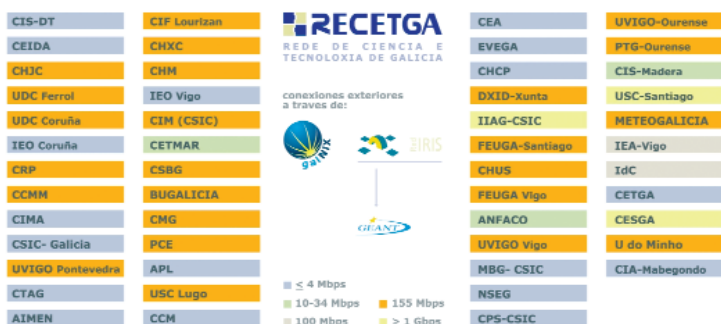 CIS-DT
CEIDA
CHJC
UDC Ferrol
UDC Coruña
IEO Coruña
CRP
CCMM
CIMA
CSIC- Galicia
UVIGO Pontevedra
CTAG
AIMEN
CIF Lourizan
CHXC
CHM
IEO Vigo
CIM (CSIC)
CETMAR
CSBG
BUGALICIA
CMG
PCE
APL
USC Lugo
CCM
RECETGA
REDE DE CIENCIA E
TECNOLOXIA DE GALICIA
conexiones exteriores
a traves de:
galNIX
RedIRIS
GEANT
≤ 4 Mbps
10-34 Mbps
155 Mbps
100 Mbps
> 1 Gbps
CEA
EVEGA
CHCP
DXID-Xunta
IIAG-CSIC
FEUGA-Santiago
CHUS
FEUGA Vigo
ANFACO
UVIGO Vigo
MBG- CSIC
NSEG
CPS-CSIC
UVIGO-Ourense
PTG-Ourense
CIS-Madera
USC-Santiago
METEOGALICIA
IEA-Vigo
IdC
CETGA
CESGA
U do Minho
CIA-Mabegondo